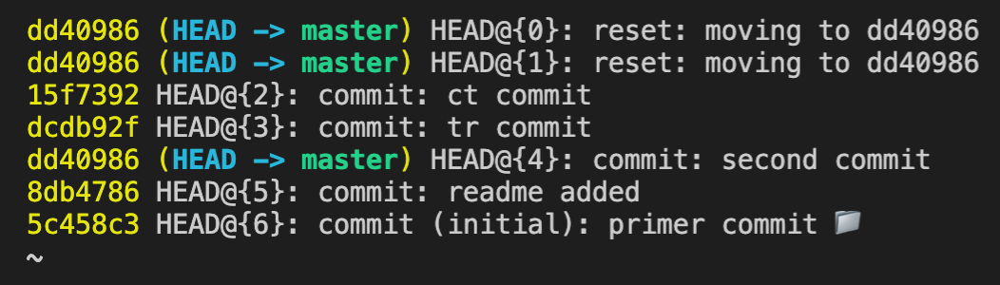 dd40986 (HEAD -> master) HEAD@{0}: reset: moving to dd40986
dd40986 (HEAD -> master) HEAD@{1}: reset: moving to dd40986
15f7392 HEAD@{2}: commit: ct commit
dcdb92f HEAD@{3}: commit: tr commit
dd40986 (HEAD -> master) HEAD@{4}: commit: second commit
8db4786 HEAD@{5}: commit: readme added
5c458c3 HEAD@{6}: commit (initial): primer commit 📁
~